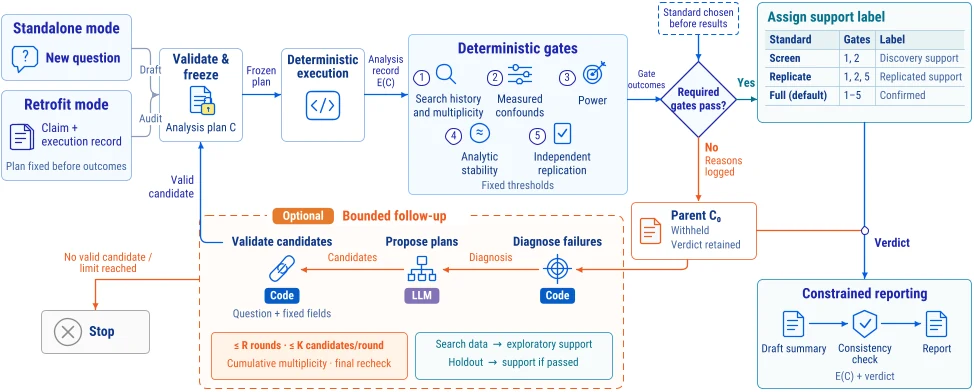 Standalone mode
New question
Retrofit mode
Claim +
execution record
Plan fixed before outcomes
Draft
Audit
Validate &
freeze
Analysis plan C
Frozen
plan
Deterministic
execution
Analysis
record
E(C)
Deterministic gates
1
Search history
and multiplicity
2
Measured
confounds
3
Power
4
Analytic
stability
5
Independent
replication
Fixed thresholds
Gate
outcomes
Standard chosen
before results
Required
gates pass?
Yes
No
Reasons
logged
Assign support label
Standard Gates Label
Screen 1, 2 Discovery support
Replicate 1, 2, 5 Replicated support
Full (default) 1–5 Confirmed
Parent C₀
Withheld
Verdict retained
Verdict
Valid
candidate
Optional
Bounded follow-up
Validate candidates
Code
Question + fixed fields
Candidates
Propose plans
LLM
Diagnosis
Diagnose failures
Code
≤ R rounds · ≤ K candidates/round
Cumulative multiplicity · final recheck
Search data → exploratory support
Holdout → support if passed
No valid candidate /
limit reached
Stop
Constrained reporting
Draft summary
Consistency
check
Report
E(C) + verdict